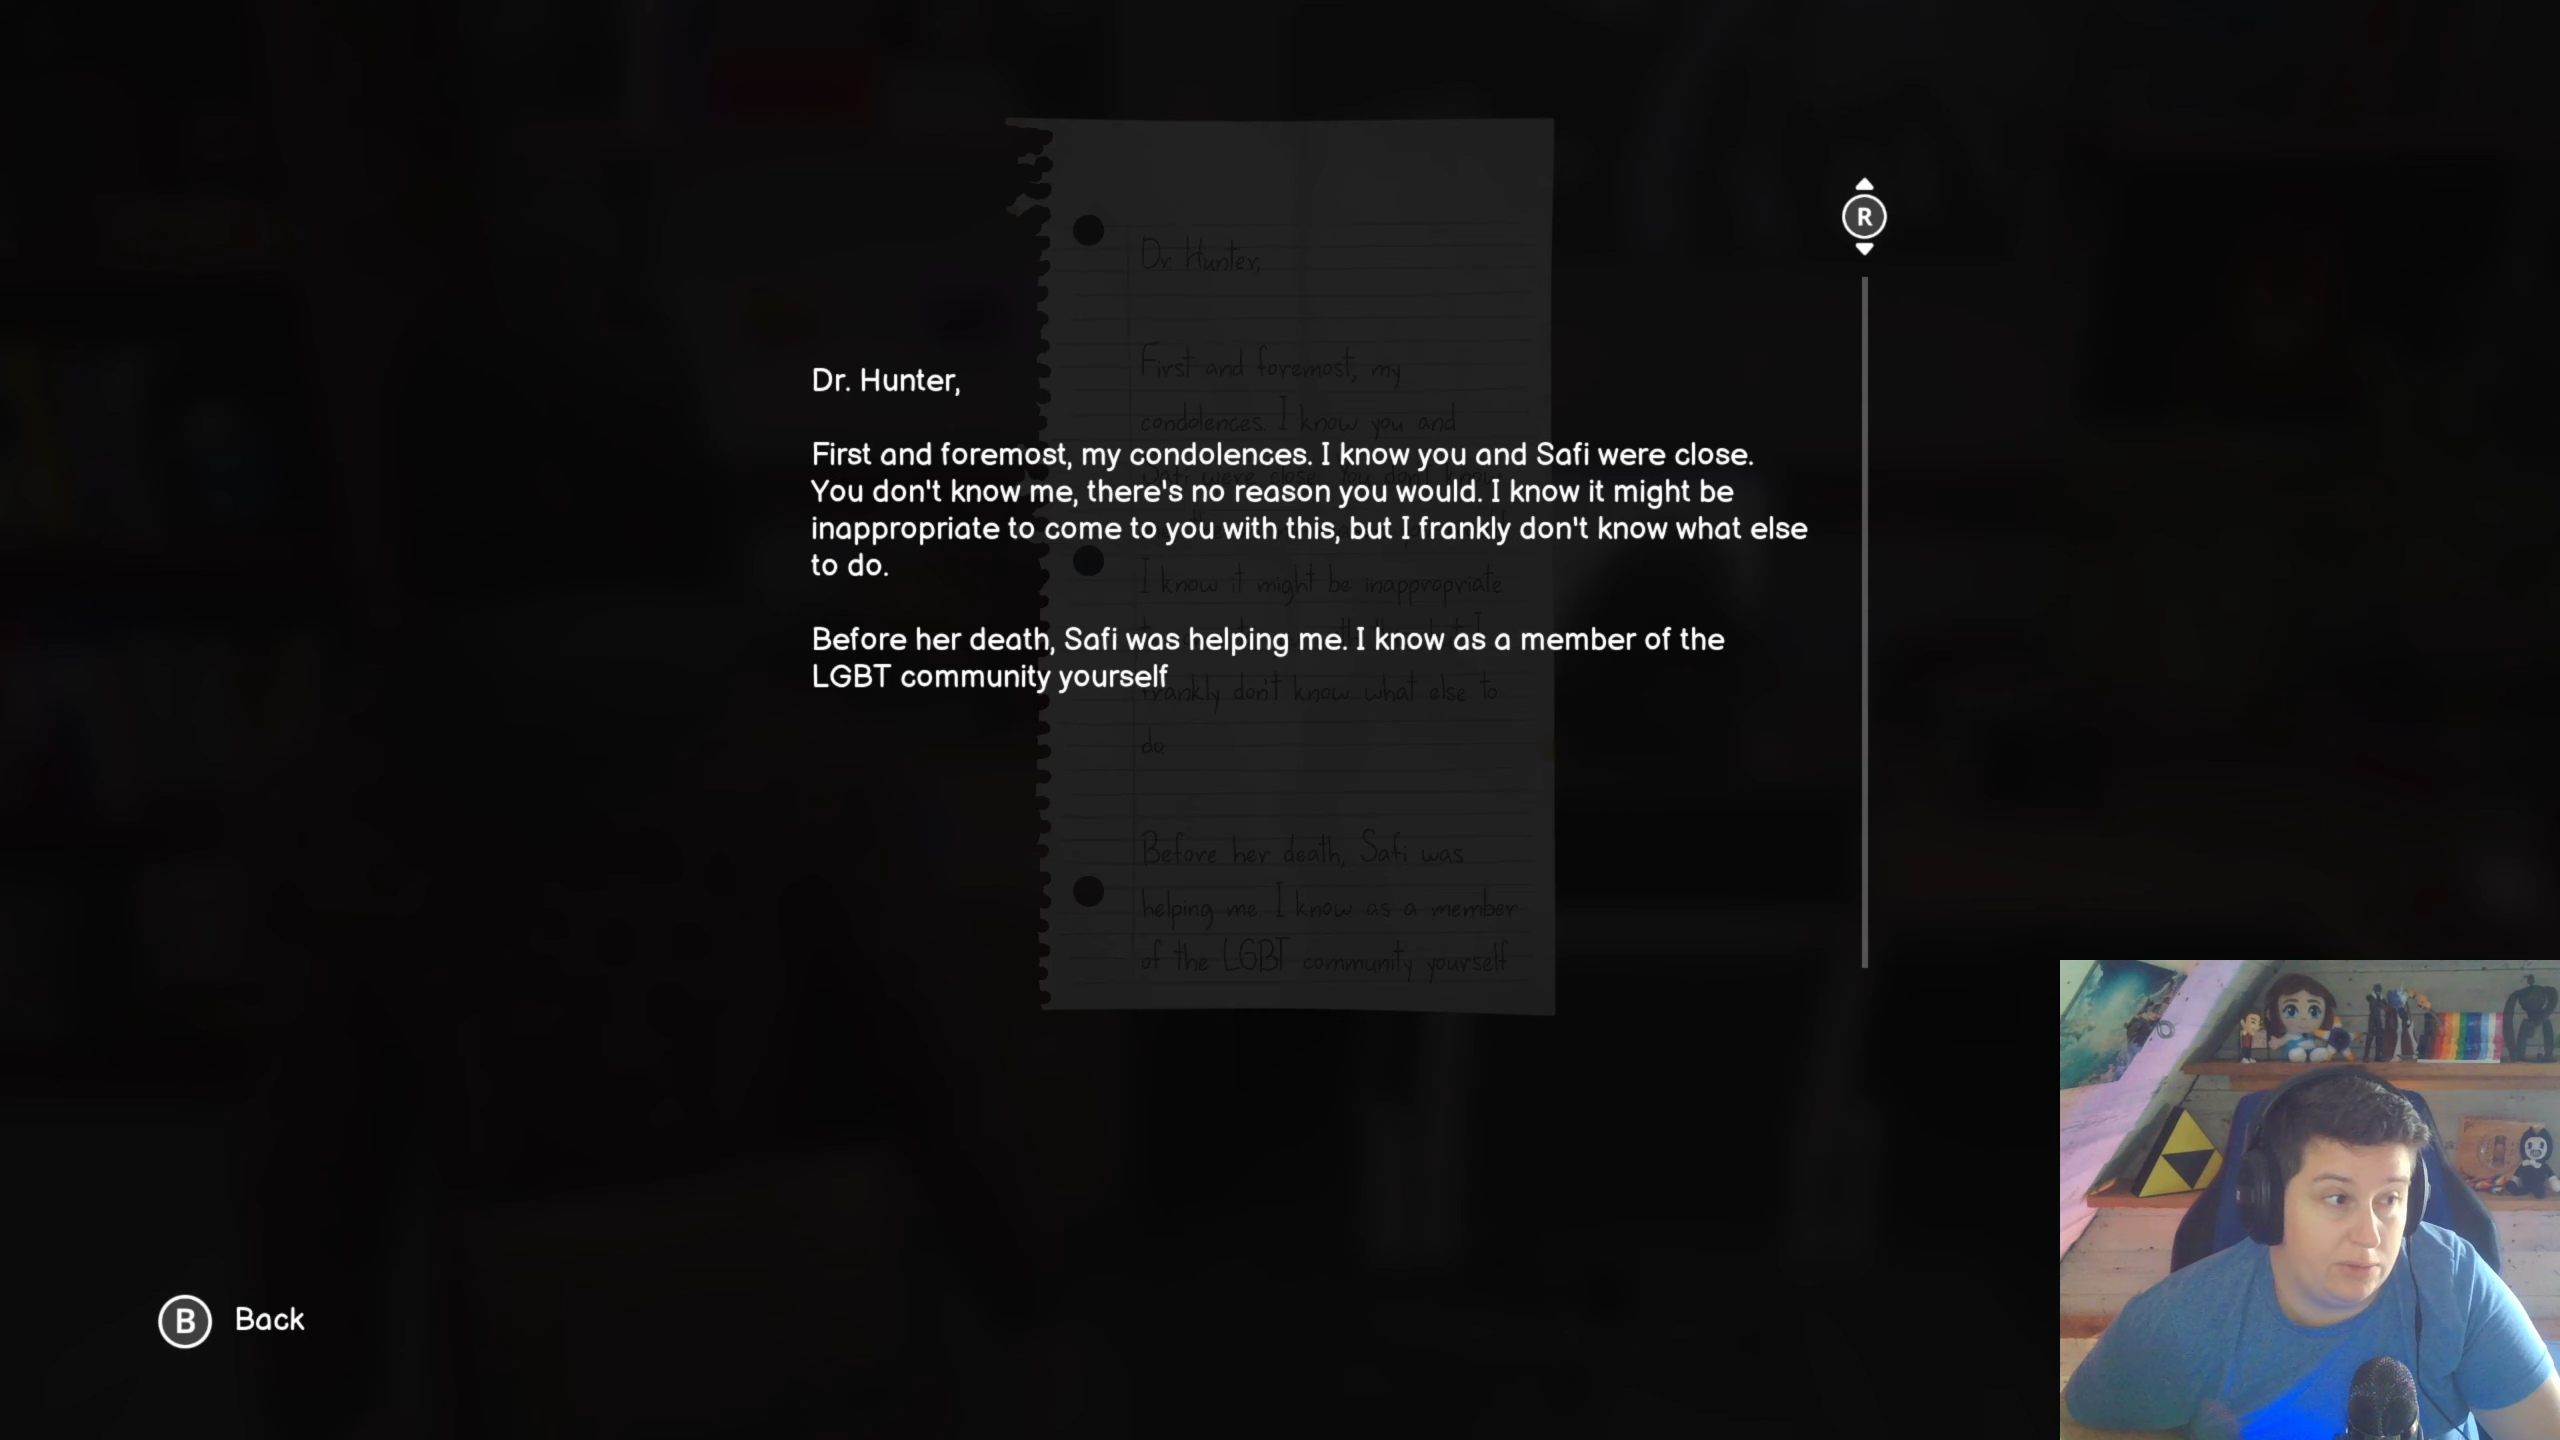 Dr. Hunter,
First and foremost, my condolences. I know you and Safi were close.
You don't know me, there's no reason you would. I know it might be
inappropriate to come to you with this, but I frankly don't know what else
to do.
Before her death, Safi was helping me. I know as a member of the
LGBT community yourself
Dr. Hunter,
First and foremost, my
condolences. I know you and
I know it might be inappropriate
frankly don't know what else to
do.
Before her death, Safi was
helping me. I know as a member
of the LGBT community yourself
R
B Back